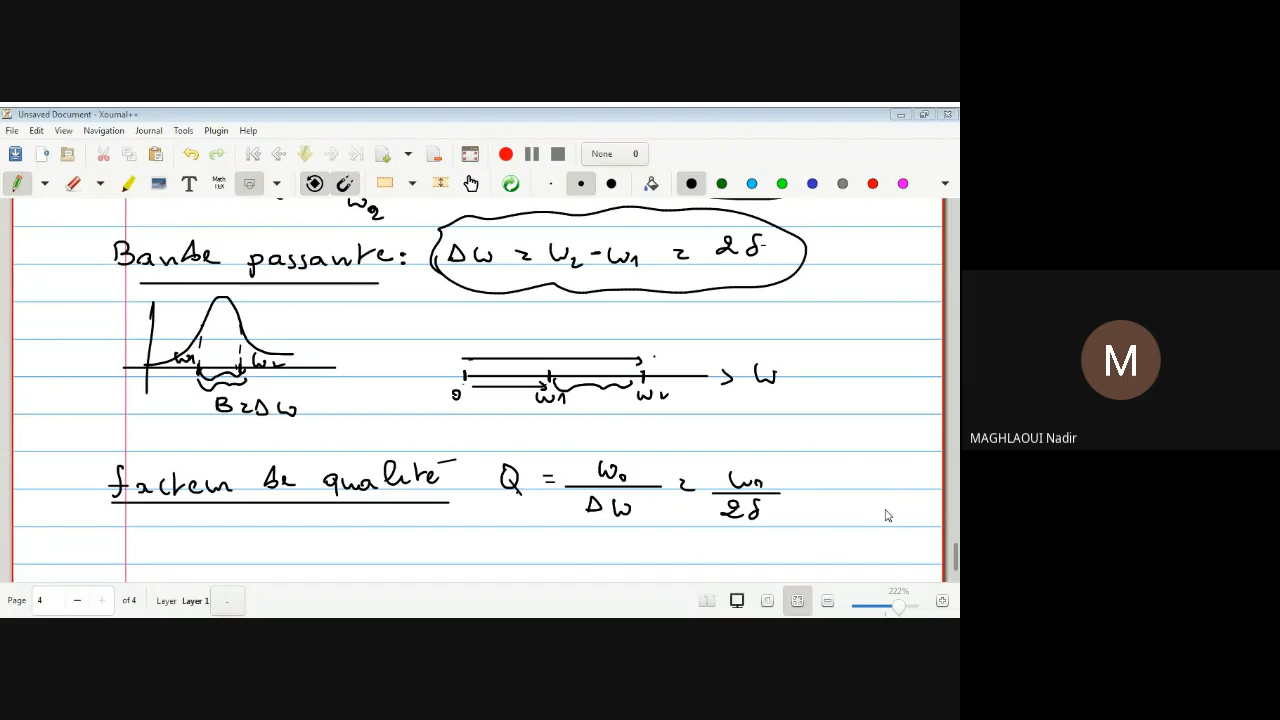 Unsaved Document - Xournal++
File Edit View Navigation Journal Tools Plugin Help
None 0
ω2
Bande passante : Δω = ω2 - ω1 = 2δ
ω1 ω2
B = Δω
0 ω1 ω2 > ω
facteur de qualité Q = ω0/Δω = ω0/2δ
Page 4 of 4 Layer Layer 1 222%
M
MAGHLAOUI Nadir